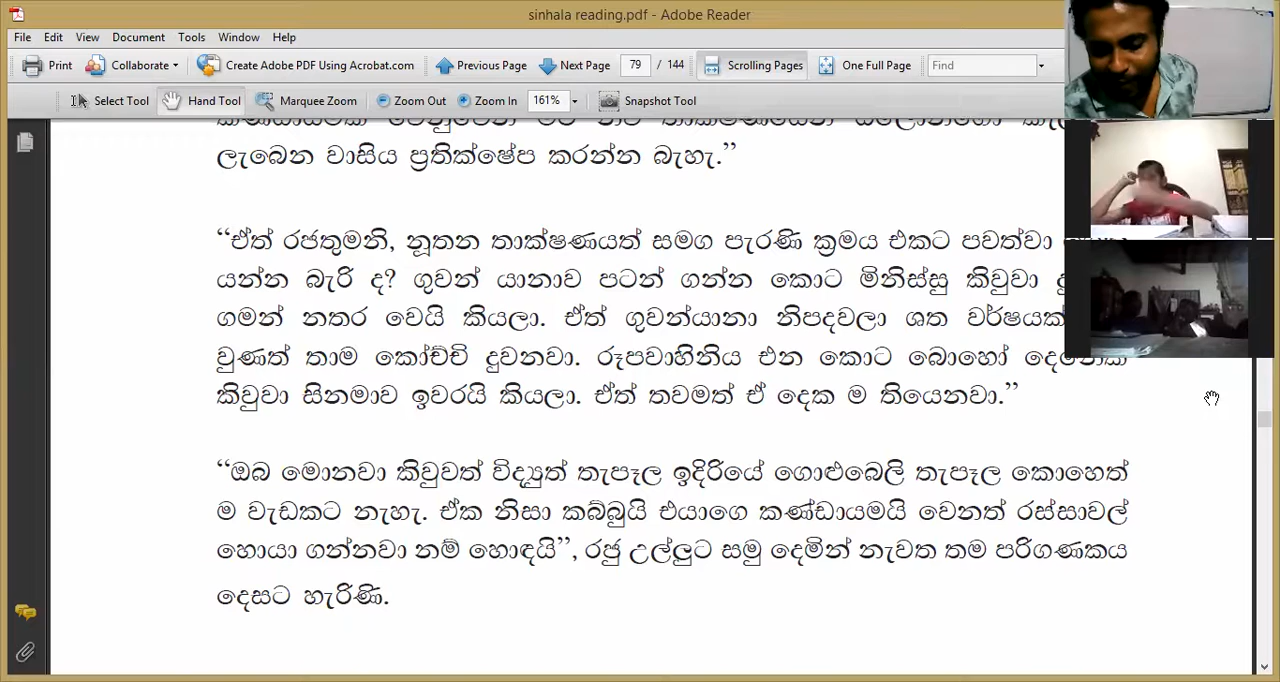 sinhala reading.pdf - Adobe Reader
File Edit View Document Tools Window Help
Print Collaborate Create Adobe PDF Using Acrobat.com Previous Page Next Page 79 / 144 Scrolling Pages One Full Page Find
Select Tool Hand Tool Marquee Zoom Zoom Out Zoom In 161% Snapshot Tool
ලැබෙන වාසිය ප්‍රතික්ෂේප කරන්න බැහැ.’’
‘‘ඒත් රජතුමනි, නූතන තාක්ෂණයත් සමග පැරණි ක්‍රමය එකට පවත්වා
යන්න බැරි ද? ගුවන් යානාව පටන් ගන්න කොට මිනිස්සු කිවුවා
ගමන් නතර වෙයි කියලා. ඒත් ගුවන්යානා නිපදවලා ශත වර්ෂයක්
වුණත් තාම කෝච්චි දුවනවා. රූපවාහිනිය එන කොට බොහෝ දෙනෙක්
කිවුවා සිනමාව ඉවරයි කියලා. ඒත් තවමත් ඒ දෙක ම තියෙනවා.’’
‘‘ඔබ මොනවා කිවුවත් විද්‍යුත් තැපෑල ඉදිරියේ ගොළුබෙලි තැපෑල කොහෙත්
ම වැඩකට නැහැ. ඒක නිසා කබ්බුයි එයාගෙ කණ්ඩායමයි වෙනත් රස්සාවල්
හොයා ගන්නවා නම් හොඳයි’’, රජු උල්ලුට සමු දෙමින් නැවත තම පරිගණකය
දෙසට හැරිණි.